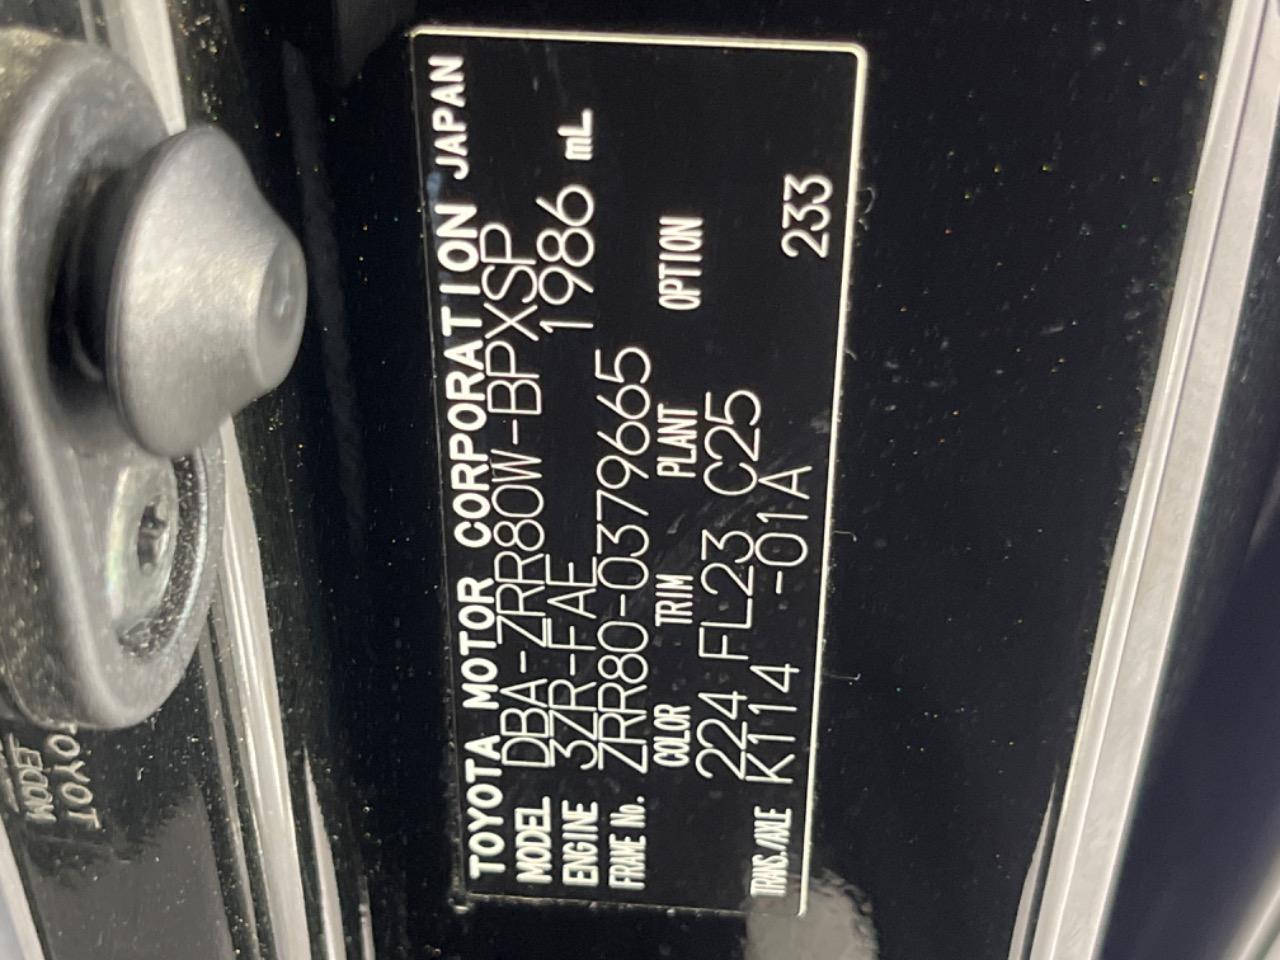 TOYOTA MOTOR CORPORATION JAPAN
MODEL DBA-ZRR80W-BPXSP
ENGINE 3ZR-FAE 1986 mL
FRAME No. ZRR80-0379665
COLOR TRIM PLANT OPTION
224 FL23 C25
TRANS./AXLE K114 -01A 233
TOYOT